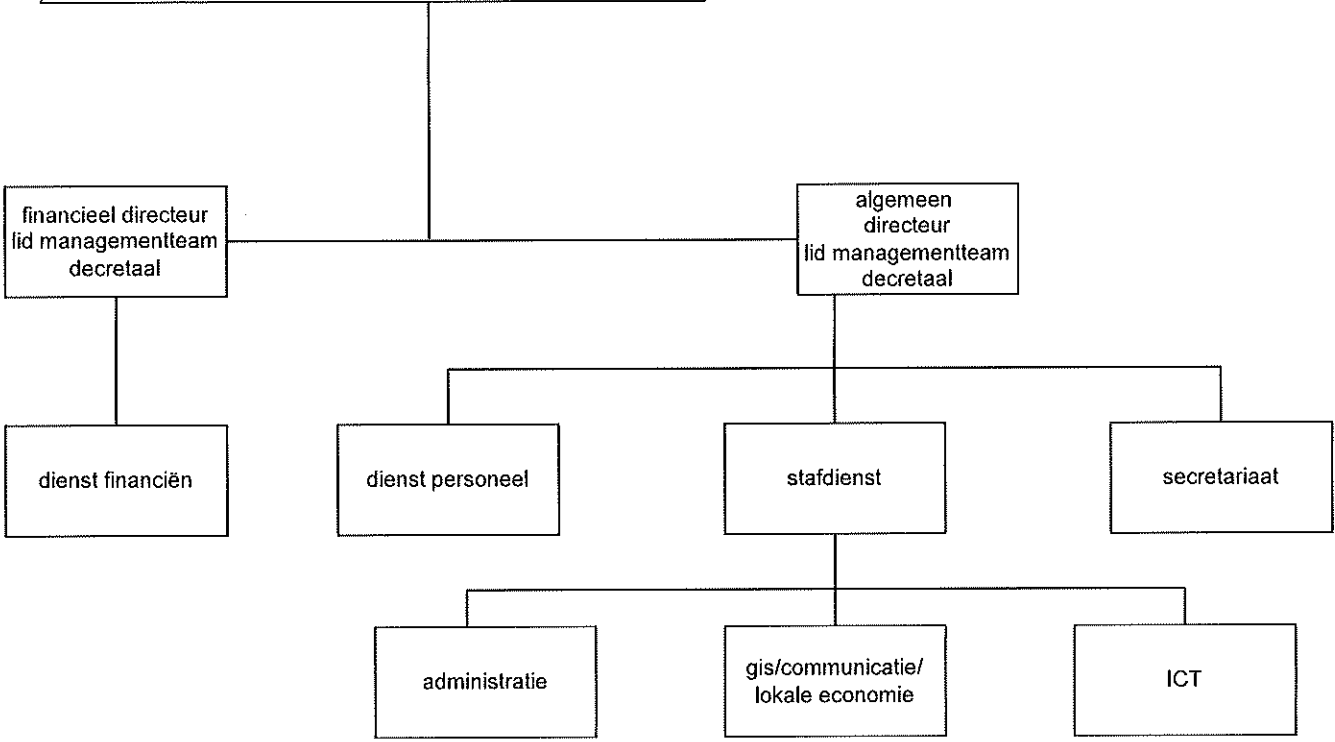 financieel directeur
lid managementteam
decretaal
algemeen
directeur
lid managementteam
decretaal
dienst financiën
dienst personeel
stafdienst
secretariaat
administratie
gis/communicatie/
lokale economie
ICT